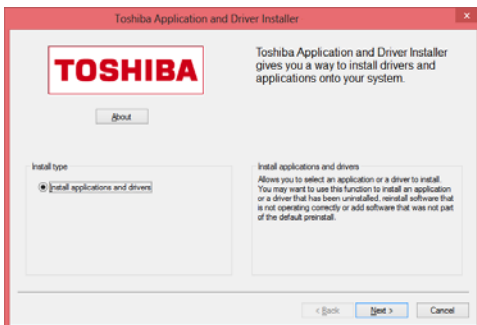 Toshiba Application and Driver Installer
x
TOSHIBA
About
Toshiba Application and Driver Installer
gives you a way to install drivers and
applications onto your system.
Install type
Install applications and drivers
Install applications and drivers
Allows you to select an application or a driver to install.
You may want to use this function to install an application
or a driver that has been uninstalled, reinstall software that
is not operating correctly or add software that was not part
of the default preinstall.
< Back
Next >
Cancel